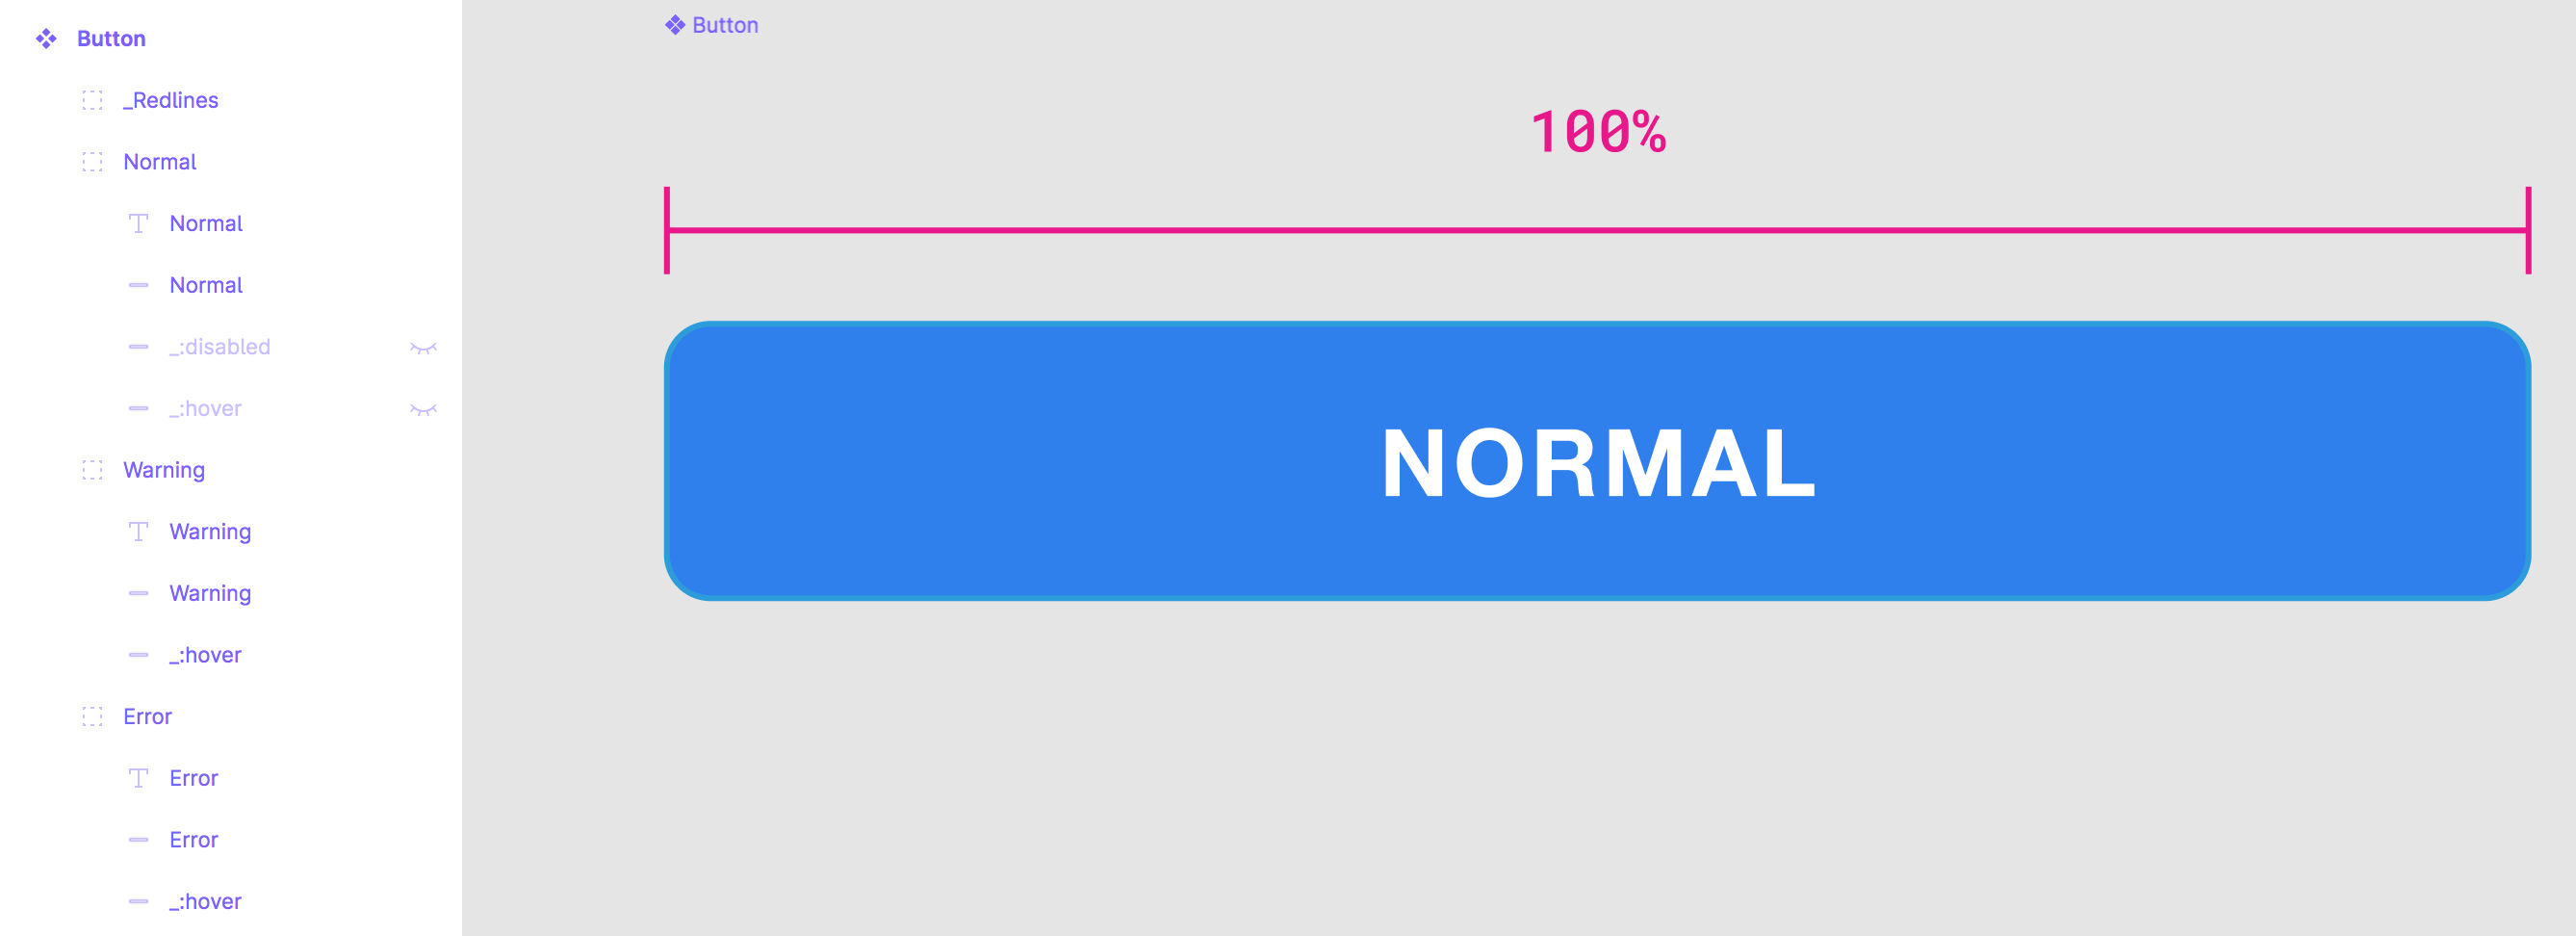 Button
_Redlines
Normal
Normal
Normal
_:disabled
_:hover
Warning
Warning
Warning
_:hover
Error
Error
Error
_:hover
Button
100%
NORMAL